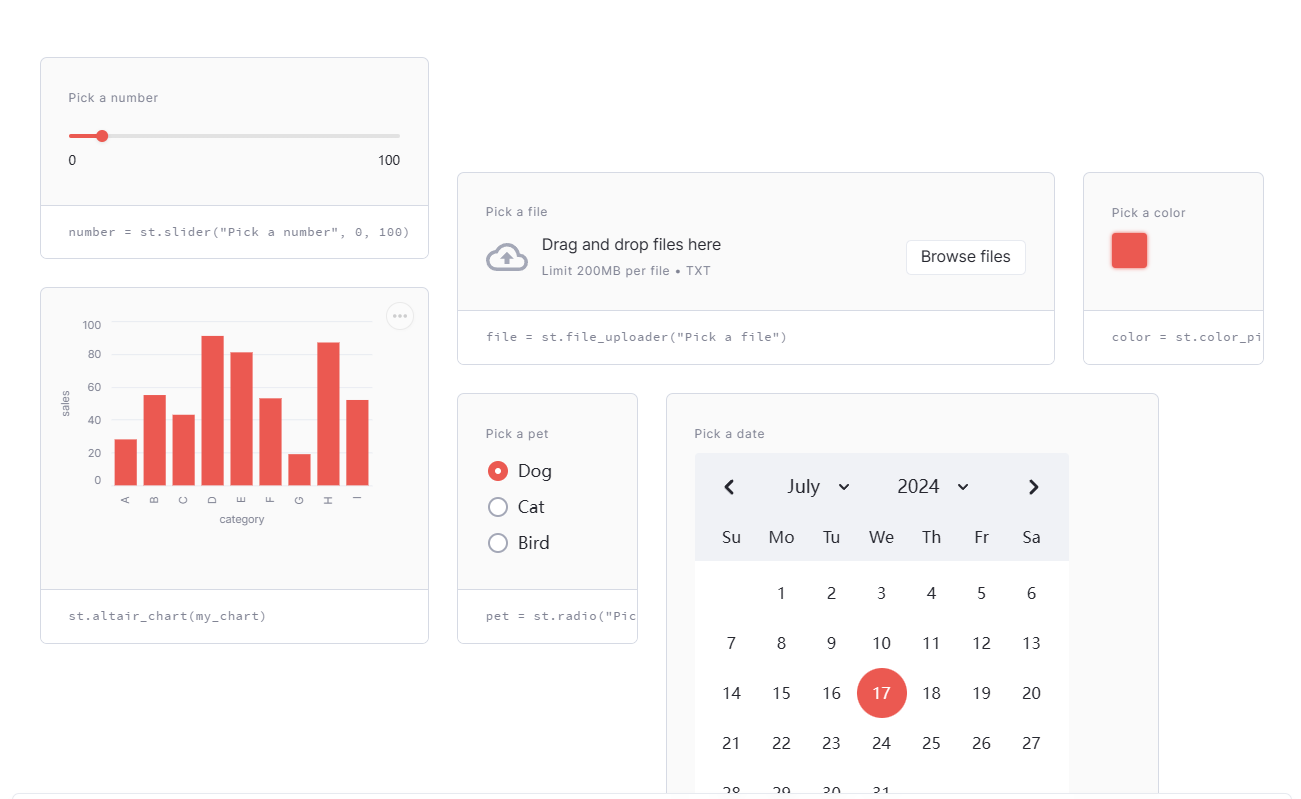 Pick a number
0 100
number = st.slider("Pick a number", 0, 100)
100
80
60
40
20
0
sales
A B C D E F G H I
category
st.altair_chart(my_chart)
Pick a file
Drag and drop files here
Limit 200MB per file • TXT
Browse files
file = st.file_uploader("Pick a file")
Pick a color
color = st.color_pi
Pick a pet
Dog
Cat
Bird
pet = st.radio("Pic
Pick a date
July 2024
Su Mo Tu We Th Fr Sa
1 2 3 4 5 6
7 8 9 10 11 12 13
14 15 16 17 18 19 20
21 22 23 24 25 26 27
28 29 30 31